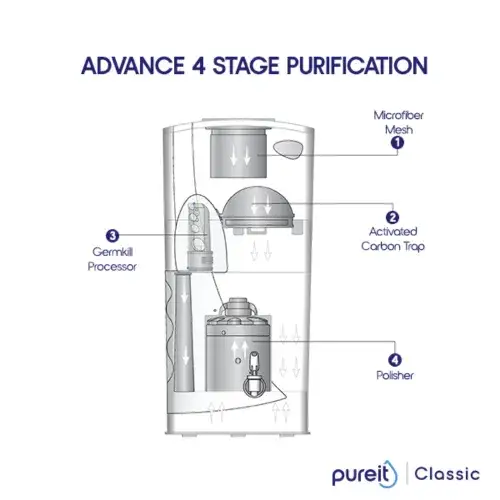 ADVANCE 4 STAGE PURIFICATION
Microfiber
Mesh
1
2
Activated
Carbon Trap
3
Germkill
Processor
4
Polisher
pureit | Classic